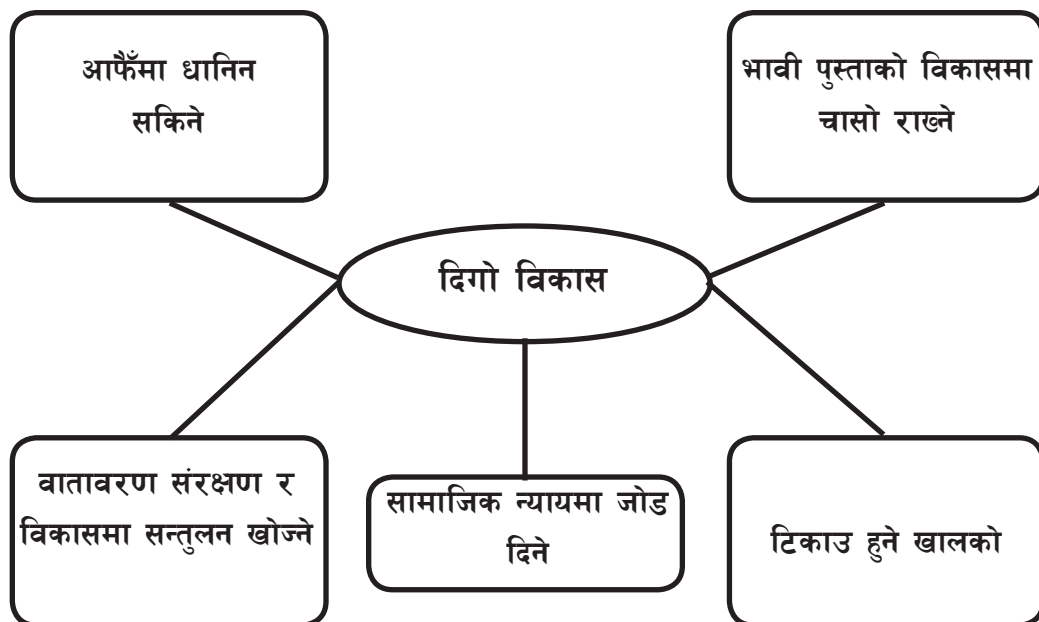 आफैँमा धानिन
सकिने
भावी पुस्ताको विकासमा
चासो राख्ने
दिगो विकास
वातावरण संरक्षण र
विकासमा सन्तुलन खोज्ने
सामाजिक न्यायमा जोड
दिने
टिकाउ हुने खालको